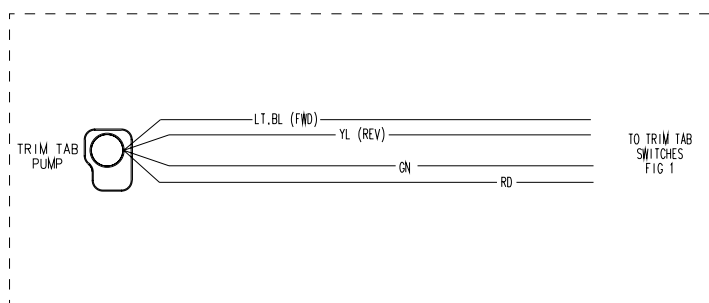 LT.BL (FWD)
YL (REV)
TRIM TAB
PUMP
GN
RD
TO TRIM TAB
SWITCHES
FIG 1